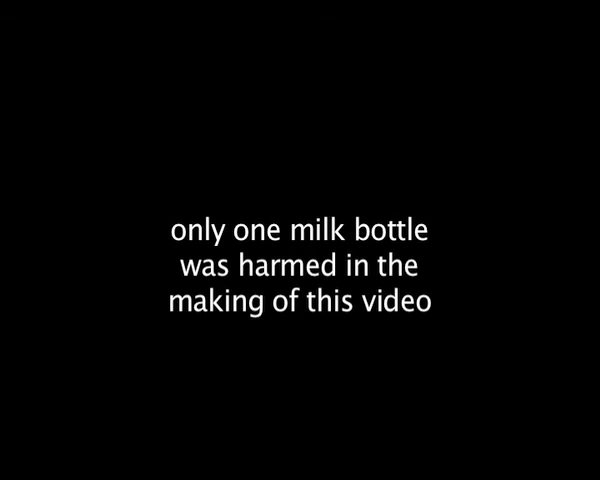 only one milk bottle
was harmed in the
making of this video